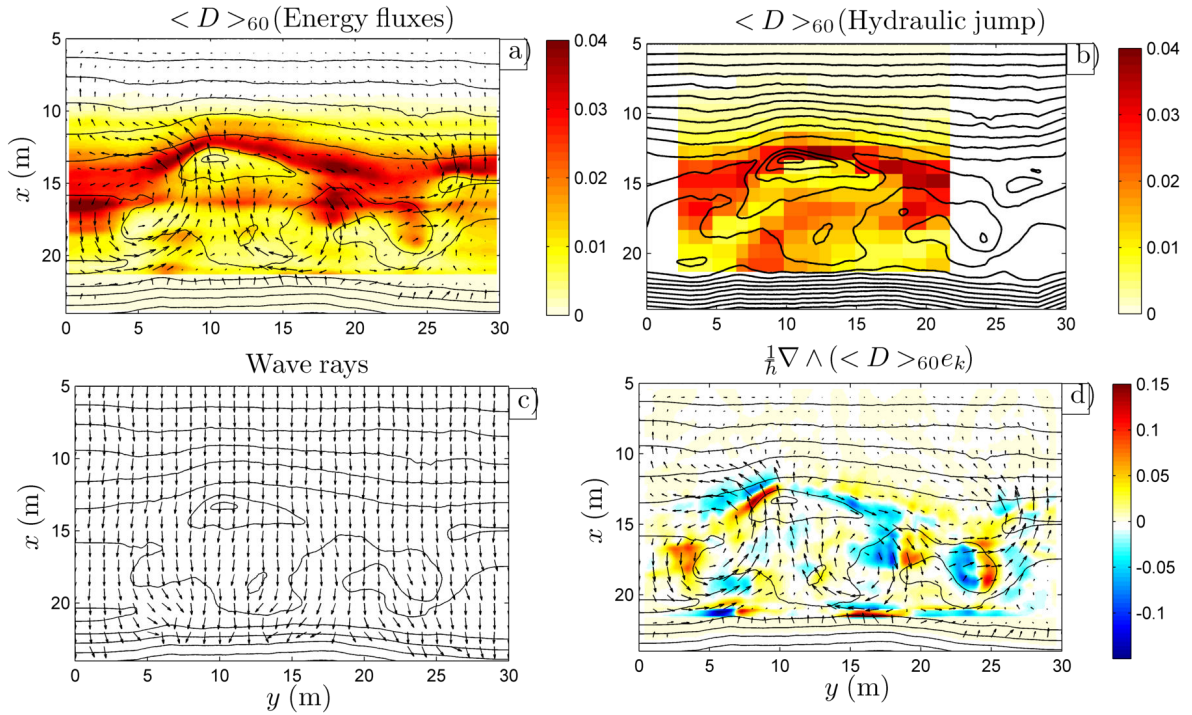 < D >60 (Energy fluxes)
a)
5
10
15
20
x (m)
0 5 10 15 20 25 30
0.04
0.03
0.02
0.01
0
< D >60 (Hydraulic jump)
b)
5
10
15
20
0 5 10 15 20 25 30
0.04
0.03
0.02
0.01
0
Wave rays
c)
5
10
15
20
x (m)
0 5 10 15 20 25 30
y (m)
1/h ∇ ∧ (< D >60 ek)
d)
5
10
15
20
x (m)
0 5 10 15 20 25 30
y (m)
0.15
0.10
0.05
0
-0.05
-0.1